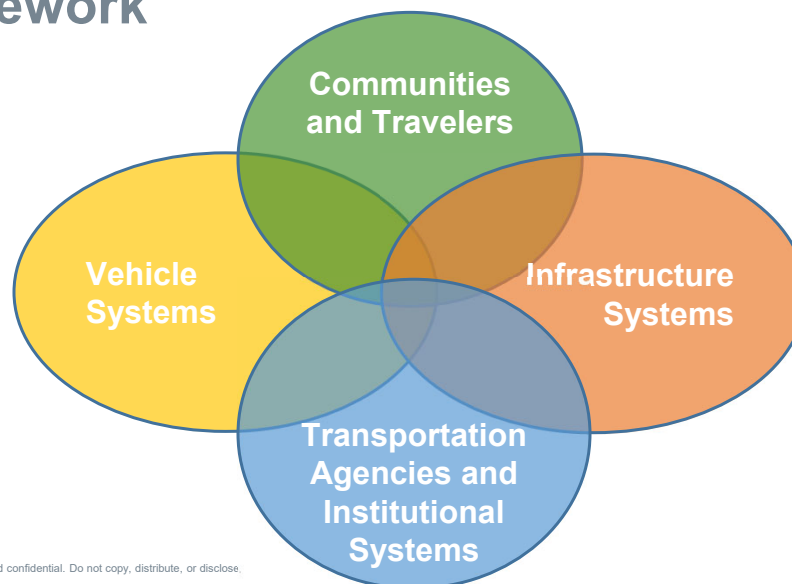 ework
Communities
and Travelers
Vehicle
Systems
Infrastructure
Systems
Transportation
Agencies and
Institutional
Systems
d confidential. Do not copy, distribute, or disclose.